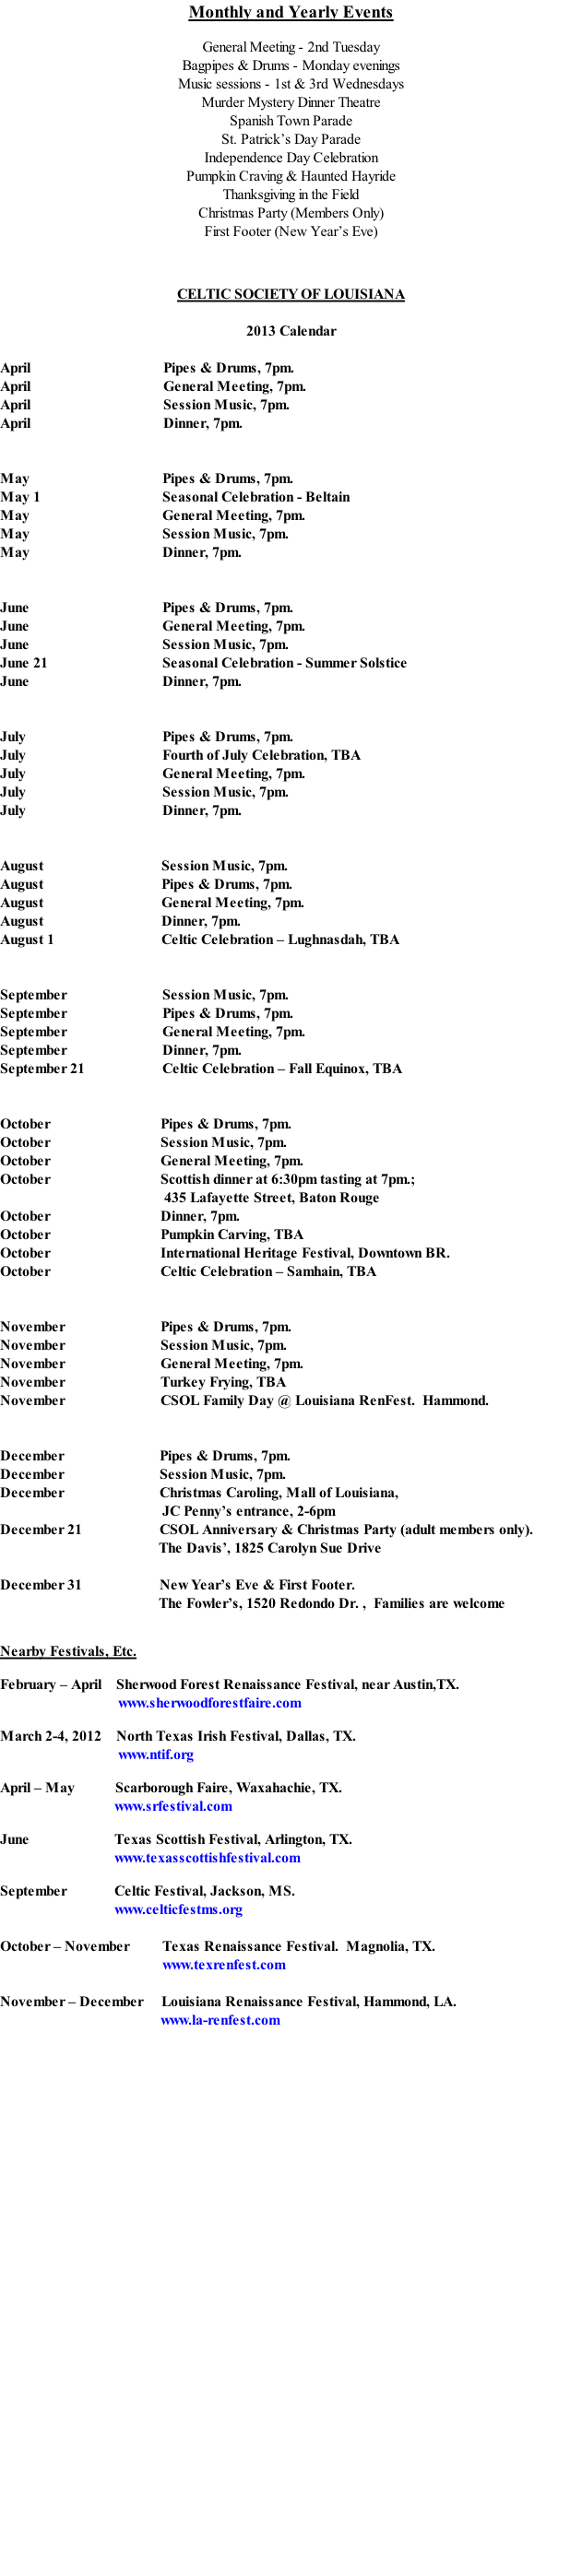 Monthly and Yearly Events
General Meeting - 2nd Tuesday
Bagpipes & Drums - Monday evenings
Music sessions - 1st & 3rd Wednesdays
Murder Mystery Dinner Theatre
Spanish Town Parade
St. Patrick’s Day Parade
Independence Day Celebration
Pumpkin Craving & Haunted Hayride
Thanksgiving in the Field
Christmas Party (Members Only)
First Footer (New Year’s Eve)
CELTIC SOCIETY OF LOUISIANA
2013 Calendar
April Pipes & Drums, 7pm.
April General Meeting, 7pm.
April Session Music, 7pm.
April Dinner, 7pm.
May Pipes & Drums, 7pm.
May 1 Seasonal Celebration - Beltain
May General Meeting, 7pm.
May Session Music, 7pm.
May Dinner, 7pm.
June Pipes & Drums, 7pm.
June General Meeting, 7pm.
June Session Music, 7pm.
June 21 Seasonal Celebration - Summer Solstice
June Dinner, 7pm.
July Pipes & Drums, 7pm.
July Fourth of July Celebration, TBA
July General Meeting, 7pm.
July Session Music, 7pm.
July Dinner, 7pm.
August Session Music, 7pm.
August Pipes & Drums, 7pm.
August General Meeting, 7pm.
August Dinner, 7pm.
August 1 Celtic Celebration – Lughnasdah, TBA
September Session Music, 7pm.
September Pipes & Drums, 7pm.
September General Meeting, 7pm.
September Dinner, 7pm.
September 21 Celtic Celebration – Fall Equinox, TBA
October Pipes & Drums, 7pm.
October Session Music, 7pm.
October General Meeting, 7pm.
October Scottish dinner at 6:30pm tasting at 7pm.;
435 Lafayette Street, Baton Rouge
October Dinner, 7pm.
October Pumpkin Carving, TBA
October International Heritage Festival, Downtown BR.
October Celtic Celebration – Samhain, TBA
November Pipes & Drums, 7pm.
November Session Music, 7pm.
November General Meeting, 7pm.
November Turkey Frying, TBA
November CSOL Family Day @ Louisiana RenFest. Hammond.
December Pipes & Drums, 7pm.
December Session Music, 7pm.
December Christmas Caroling, Mall of Louisiana,
JC Penny’s entrance, 2-6pm
December 21 CSOL Anniversary & Christmas Party (adult members only).
The Davis’, 1825 Carolyn Sue Drive
December 31 New Year’s Eve & First Footer.
The Fowler’s, 1520 Redondo Dr. , Families are welcome
Nearby Festivals, Etc.
February – April Sherwood Forest Renaissance Festival, near Austin,TX.
www.sherwoodforestfaire.com
March 2-4, 2012 North Texas Irish Festival, Dallas, TX.
www.ntif.org
April – May Scarborough Faire, Waxahachie, TX.
www.srfestival.com
June Texas Scottish Festival, Arlington, TX.
www.texasscottishfestival.com
September Celtic Festival, Jackson, MS.
www.celticfestms.org
October – November Texas Renaissance Festival. Magnolia, TX.
www.texrenfest.com
November – December Louisiana Renaissance Festival, Hammond, LA.
www.la-renfest.com